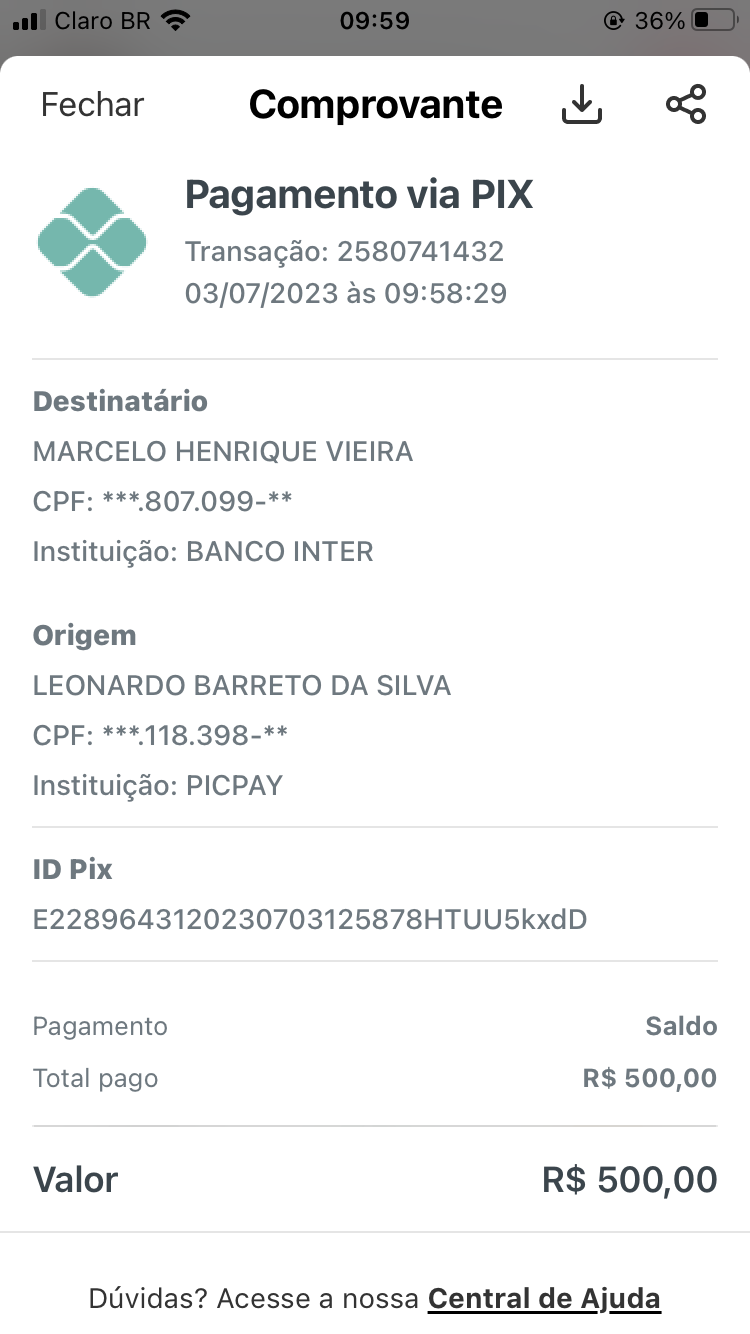 Claro BR 09:59 36%
Fechar Comprovante
Pagamento via PIX
Transação: 2580741432
03/07/2023 às 09:58:29
Destinatário
MARCELO HENRIQUE VIEIRA
CPF: ***.807.099-**
Instituição: BANCO INTER
Origem
LEONARDO BARRETO DA SILVA
CPF: ***.118.398-**
Instituição: PICPAY
ID Pix
E2289643120230703125878HTUU5kxdD
Pagamento Saldo
Total pago R$ 500,00
Valor R$ 500,00
Dúvidas? Acesse a nossa Central de Ajuda